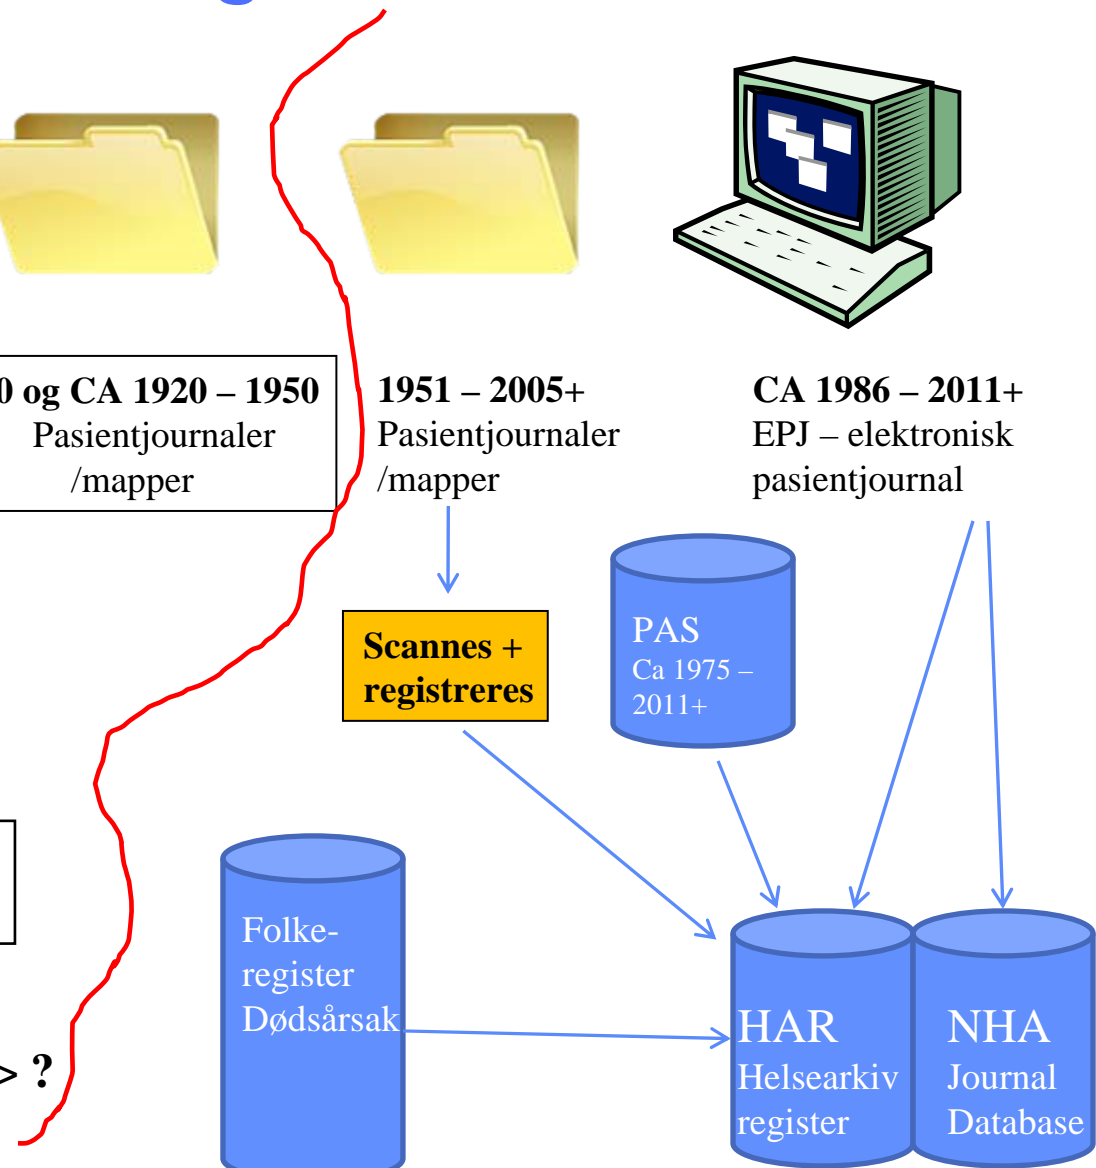 0 og CA 1920 – 1950
Pasientjournaler
/mapper
1951 – 2005+
Pasientjournaler
/mapper
CA 1986 – 2011+
EPJ – elektronisk
pasientjournal
Scannes +
registreres
PAS
Ca 1975 –
2011+
Folke-
register
Dødsårsak
> ?
HAR
Helsearkiv
register
NHA
Journal
Database